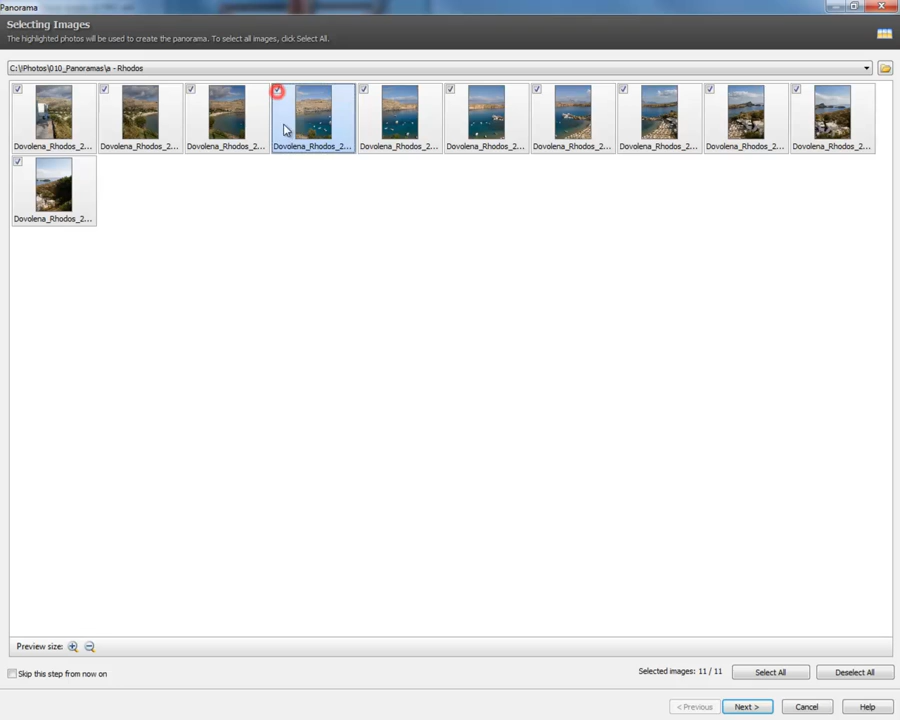 Panorama
Selecting Images
The highlighted photos will be used to create the panorama. To select all images, click Select All.
C:\!Photos\010_Panoramas\a - Rhodos
Dovolena_Rhodos_2... Dovolena_Rhodos_2... Dovolena_Rhodos_2... Dovolena_Rhodos_2... Dovolena_Rhodos_2... Dovolena_Rhodos_2... Dovolena_Rhodos_2... Dovolena_Rhodos_2... Dovolena_Rhodos_2... Dovolena_Rhodos_2...
Dovolena_Rhodos_2...
Preview size:
Skip this step from now on
Selected images: 11 / 11
Select All
Deselect All
< Previous
Next >
Cancel
Help